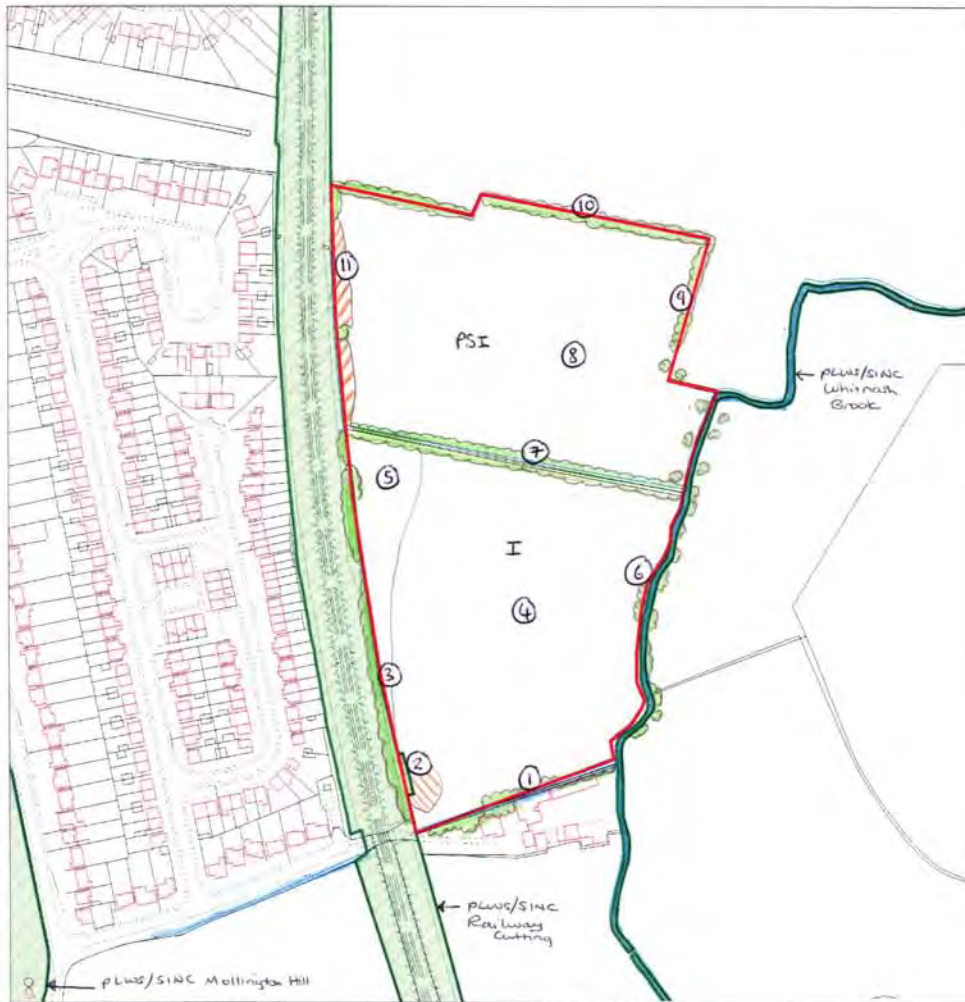 10
11
9
PSI
8
pLWS/SINC
Whitnash
Brook
7
5
I
6
4
3
2
1
pLWS/SINC
Railway
Cutting
pLWS/SINC Mollington Hill